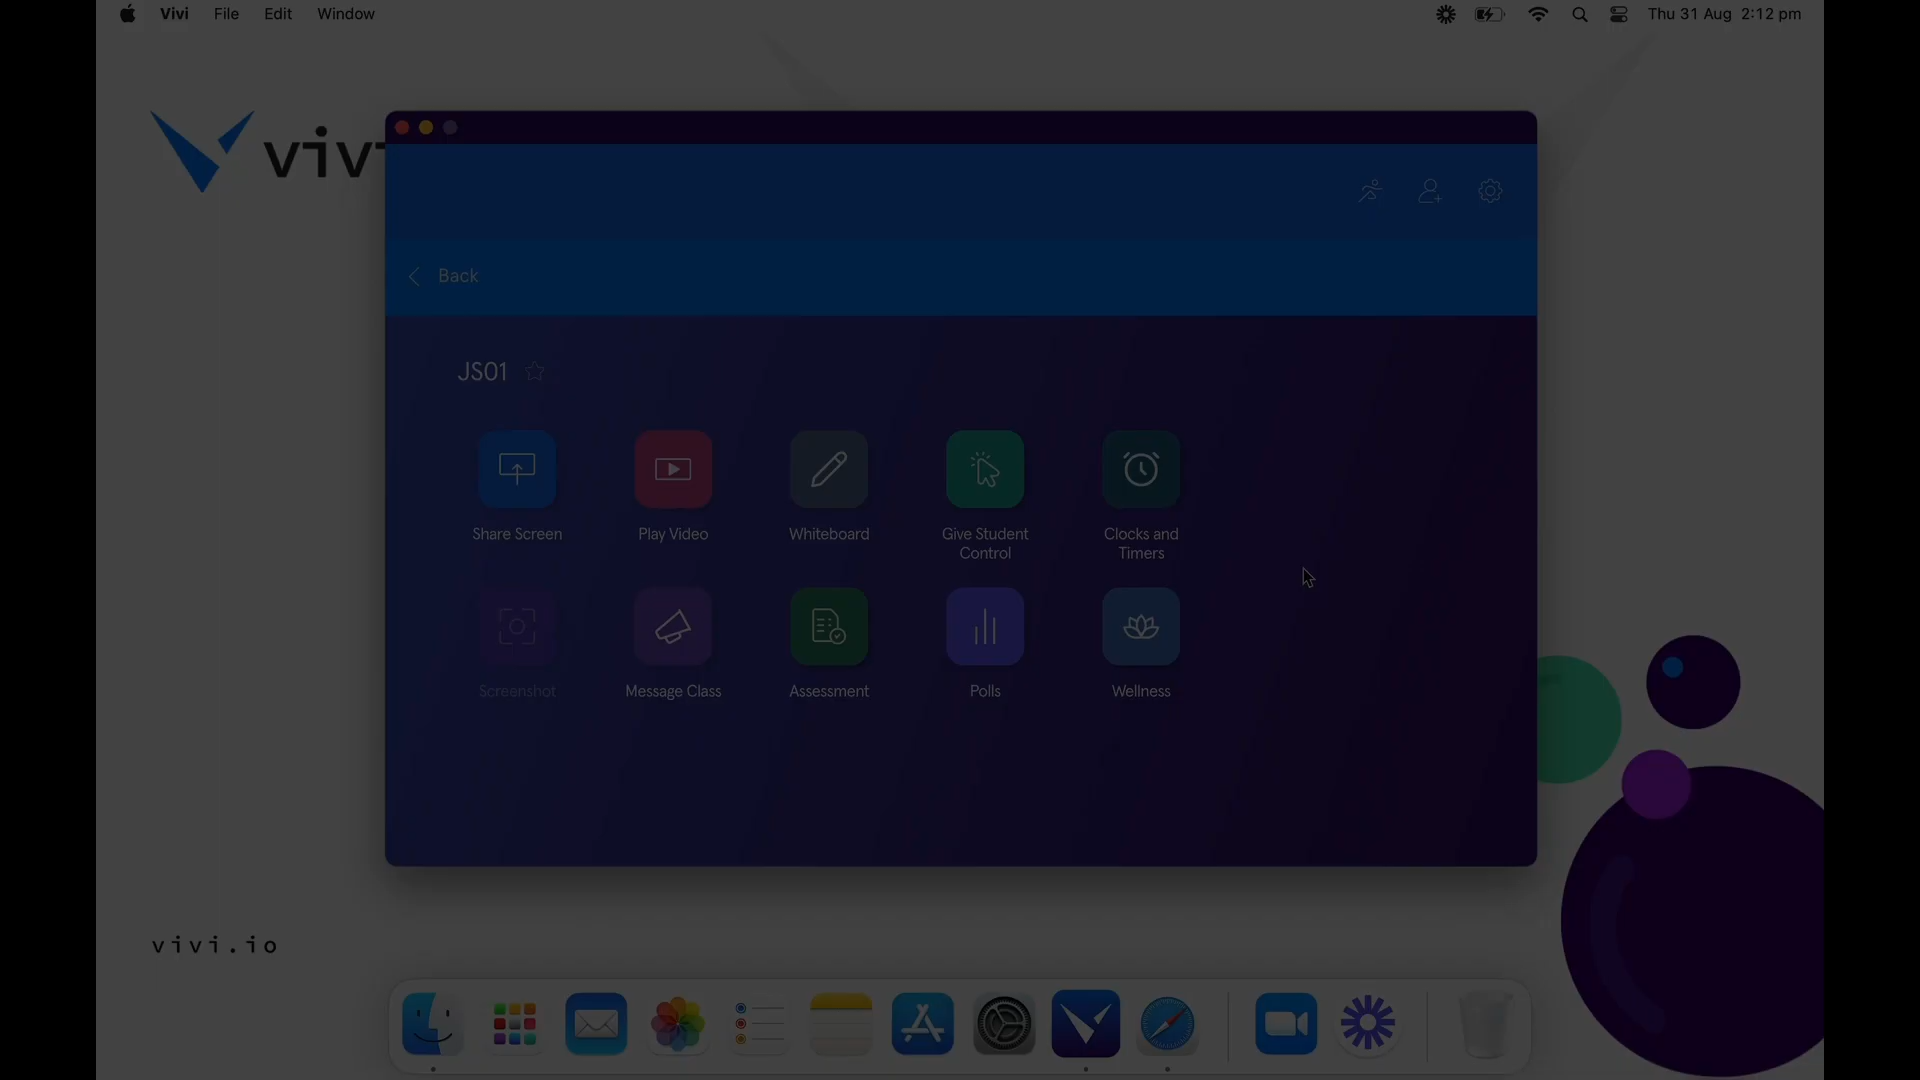 Vivi File Edit Window Thu 31 Aug 2:12 pm
vivi
Back
JS01
Share Screen Play Video Whiteboard Give Student Control Clocks and Timers
Screenshot Message Class Assessment Polls Wellness
vivi.io